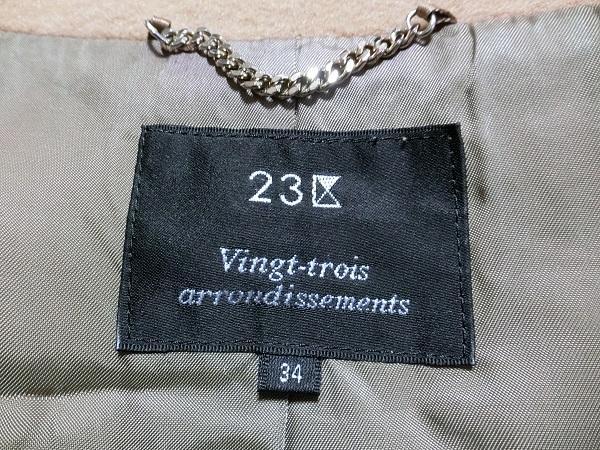 23区
Vingt-trois
arrondissements
34